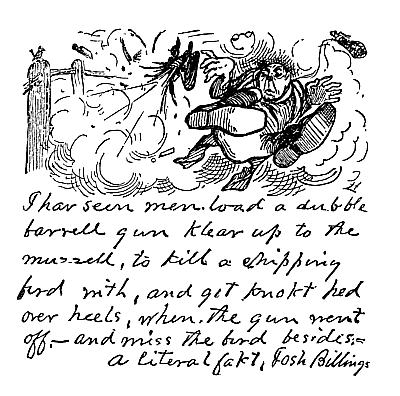 I hav seen men load a dubble
barrell gun klear up to the
muzzell, to kill a chipping
bird with, and git knokt hed
over heels, when the gun went
off.— and miss the bird besides.=
a literal fakt, Josh Billings